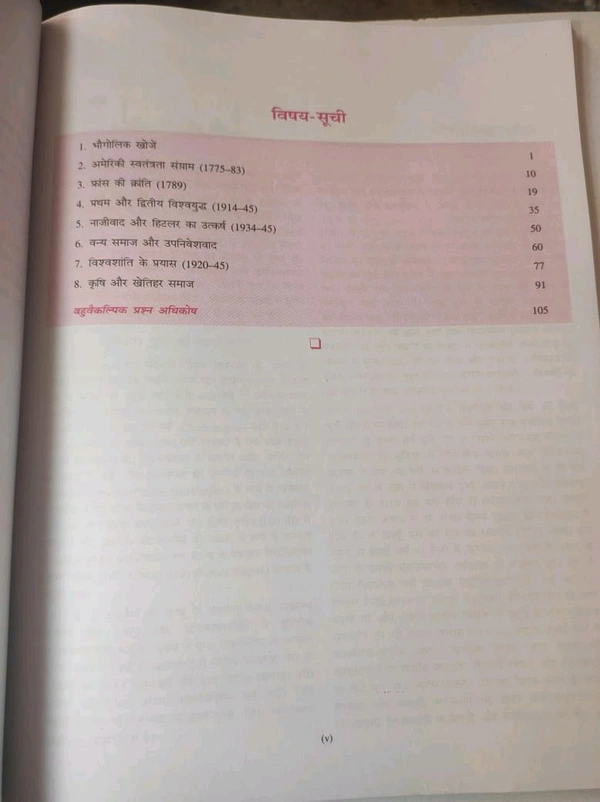 विषय-सूची
1. भौगोलिक खोजें 1
2. अमेरिकी स्वतंत्रता संग्राम (1775–83) 10
3. फ्रांस की क्रांति (1789) 19
4. प्रथम और द्वितीय विश्वयुद्ध (1914–45) 35
5. नाजीवाद और हिटलर का उत्कर्ष (1934–45) 50
6. वन्य समाज और उपनिवेशवाद 60
7. विश्वशांति के प्रयास (1920–45) 77
8. कृषि और खेतिहर समाज 91
बहुवैकल्पिक प्रश्न अधिकोष 105
(v)